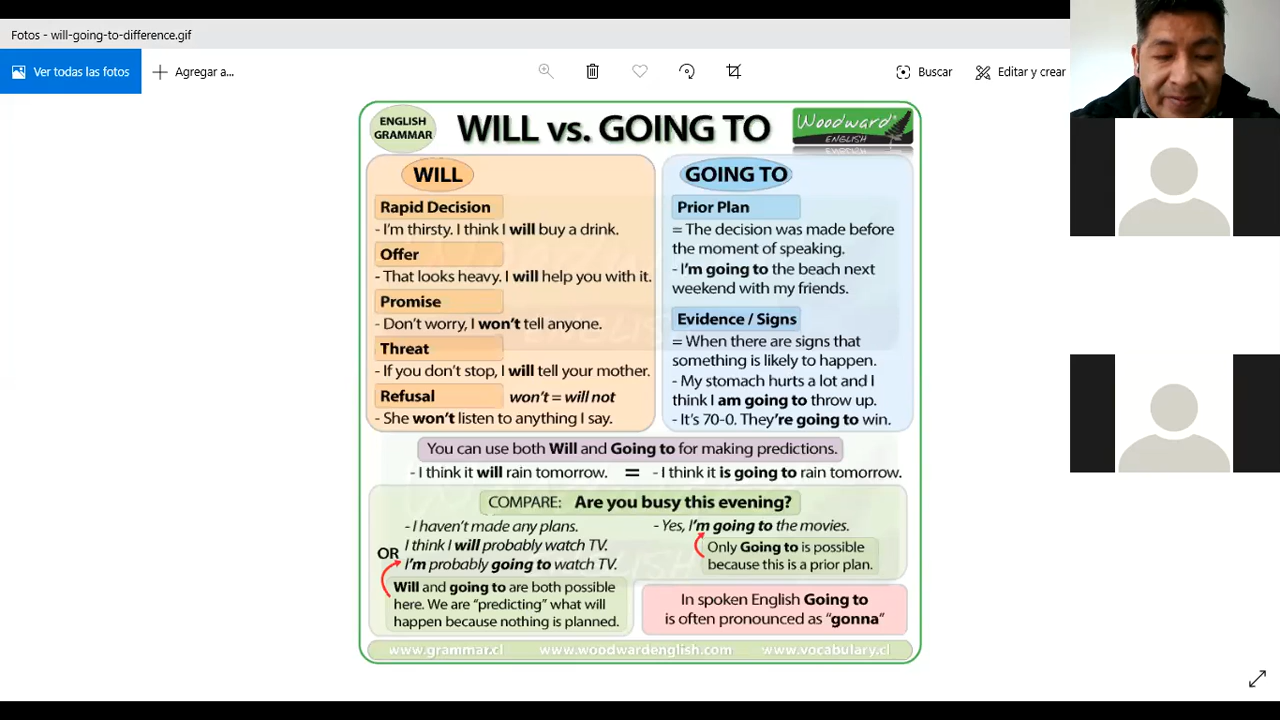 Fotos - will-going-to-difference.gif
Ver todas las fotos
Agregar a...
Buscar
Editar y crear
ENGLISH
GRAMMAR
WILL vs. GOING TO
Woodward
ENGLISH
WILL
Rapid Decision
- I'm thirsty. I think I will buy a drink.
Offer
- That looks heavy. I will help you with it.
Promise
- Don't worry, I won't tell anyone.
Threat
- If you don't stop, I will tell your mother.
Refusal won't = will not
- She won't listen to anything I say.
GOING TO
Prior Plan
= The decision was made before
the moment of speaking.
- I'm going to the beach next
weekend with my friends.
Evidence / Signs
= When there are signs that
something is likely to happen.
- My stomach hurts a lot and I
think I am going to throw up.
- It's 70-0. They're going to win.
You can use both Will and Going to for making predictions.
- I think it will rain tomorrow. = - I think it is going to rain tomorrow.
COMPARE: Are you busy this evening?
- I haven't made any plans.
I think I will probably watch TV.
OR
I'm probably going to watch TV.
Will and going to are both possible
here. We are "predicting" what will
happen because nothing is planned.
- Yes, I'm going to the movies.
Only Going to is possible
because this is a prior plan.
In spoken English Going to
is often pronounced as "gonna"
www.grammar.cl www.woodwardenglish.com www.vocabulary.cl